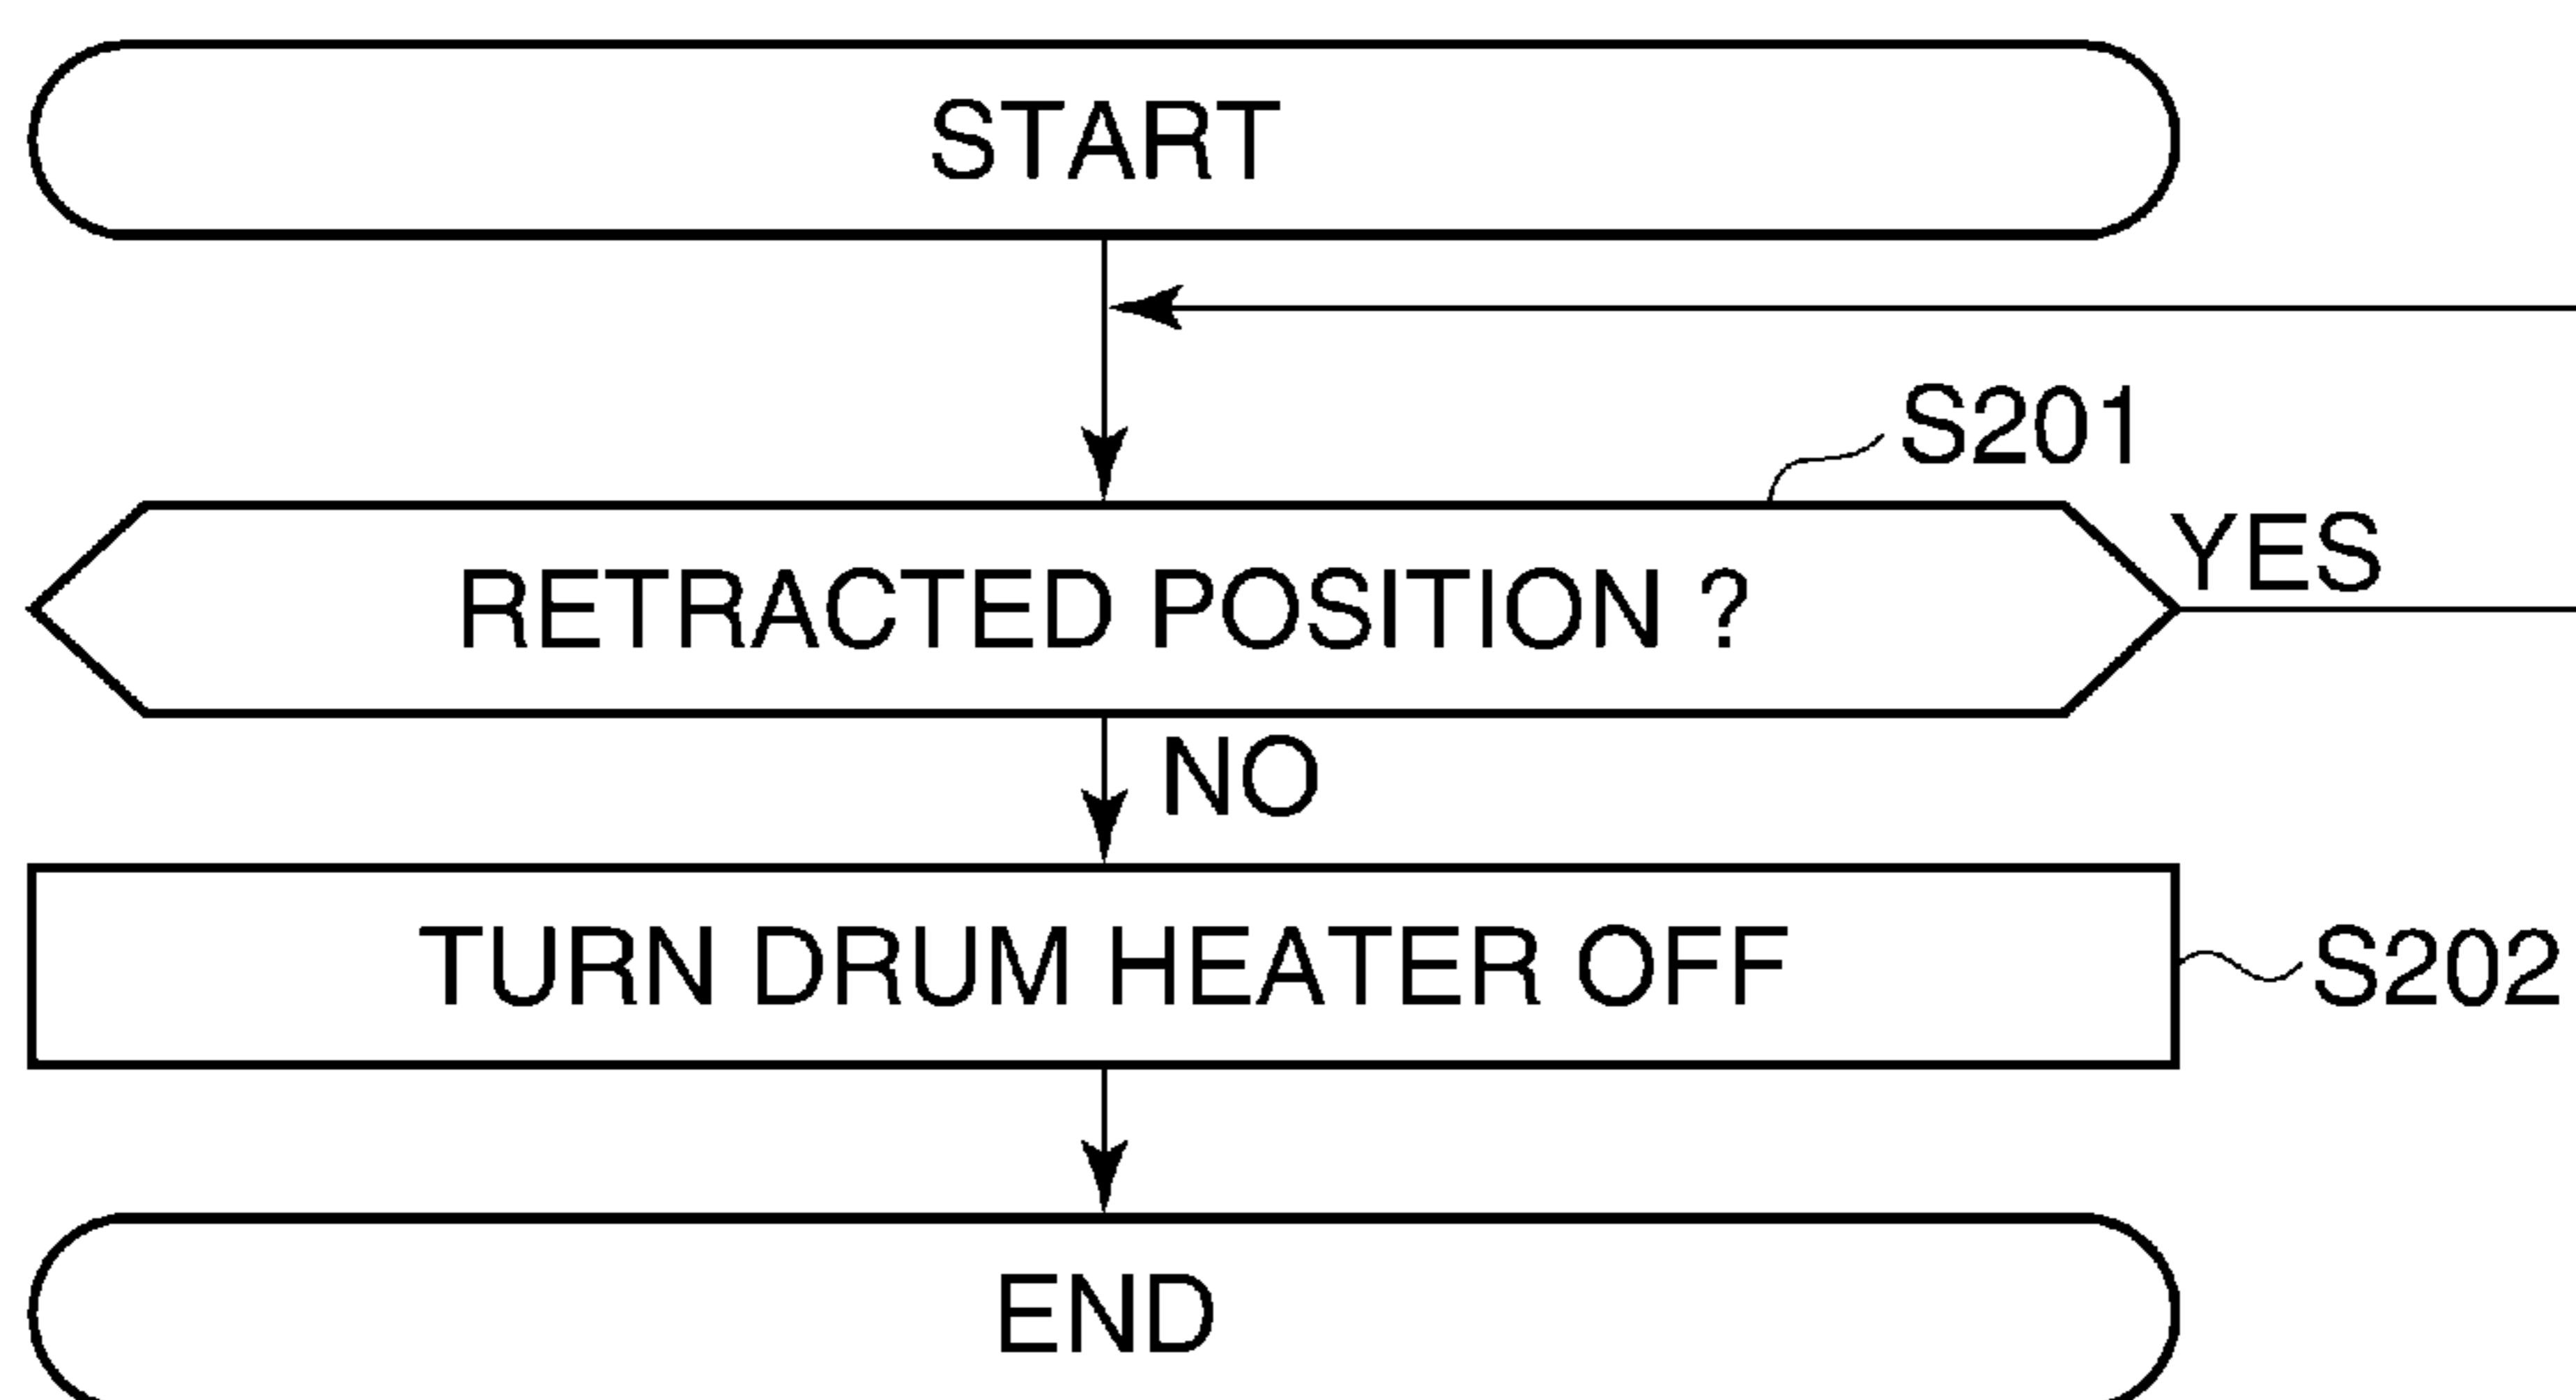 START
S201
RETRACTED POSITION ?
YES
NO
TURN DRUM HEATER OFF
S202
END